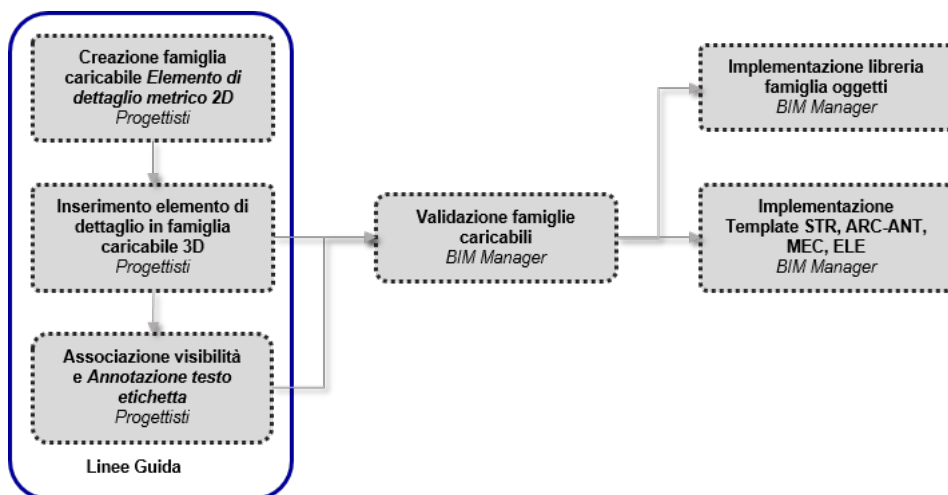 Creazione famiglia
caricabile Elemento di
dettaglio metrico 2D
Progettisti
Inserimento elemento di
dettaglio in famiglia
caricabile 3D
Progettisti
Associazione visibilità
e Annotazione testo
etichetta
Progettisti
Linee Guida
Validazione famiglie
caricabili
BIM Manager
Implementazione libreria
famiglia oggetti
BIM Manager
Implementazione
Template STR, ARC-ANT,
MEC, ELE
BIM Manager